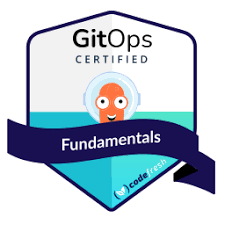 GitOps
CERTIFIED
Fundamentals
codefresh